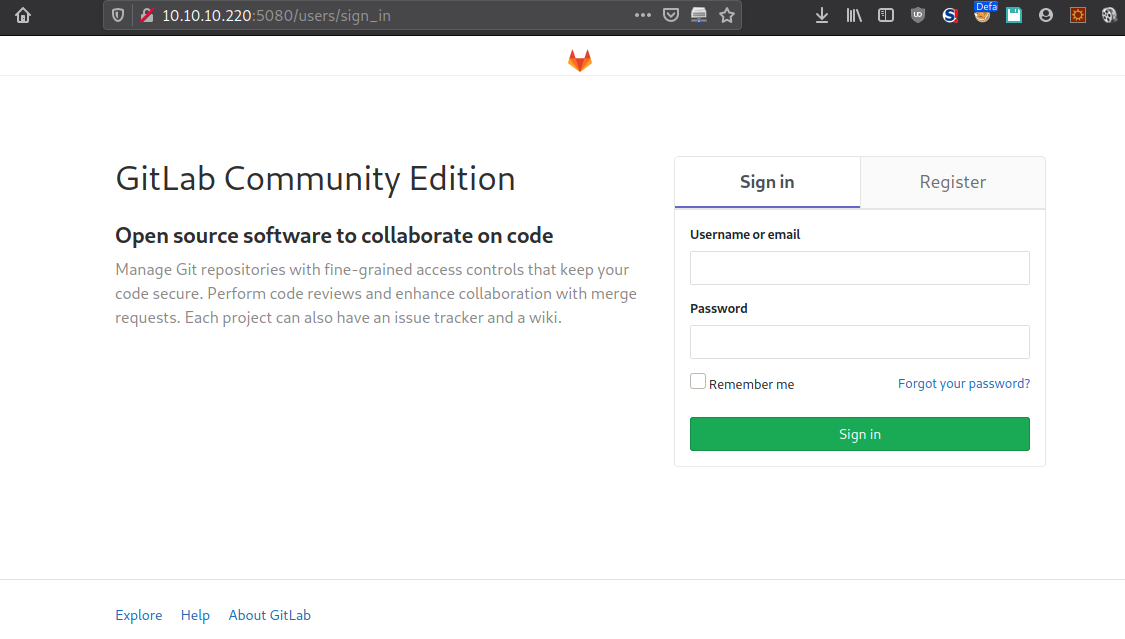 10.10.10.220:5080/users/sign_in
Defa
GitLab Community Edition
Open source software to collaborate on code
Manage Git repositories with fine-grained access controls that keep your
code secure. Perform code reviews and enhance collaboration with merge
requests. Each project can also have an issue tracker and a wiki.
Sign in
Register
Username or email
Password
Remember me
Forgot your password?
Sign in
Explore
Help
About GitLab